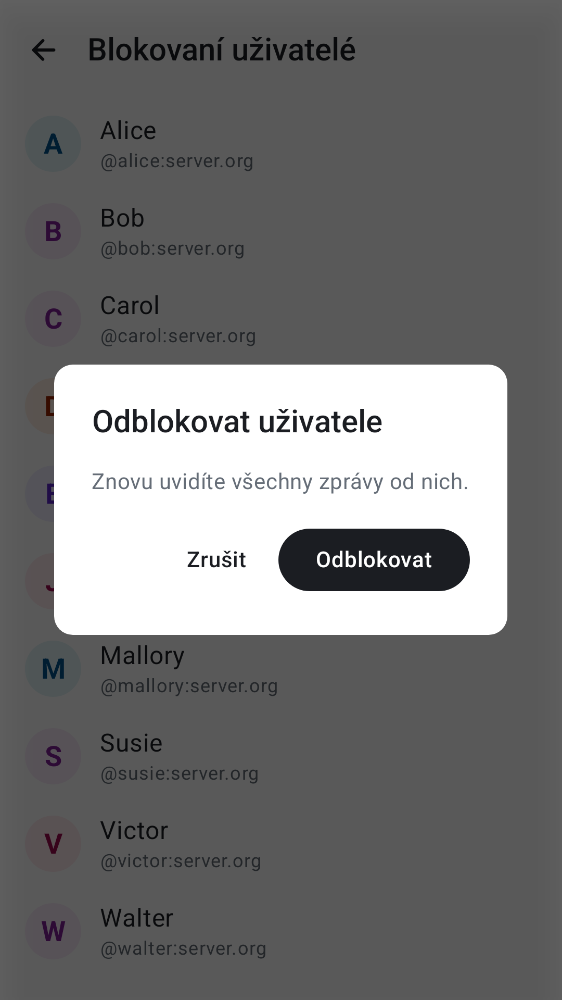 Blokovaní uživatelé
A
Alice
@alice:server.org
B
Bob
@bob:server.org
C
Carol
@carol:server.org
Odblokovat uživatele
Znovu uvidíte všechny zprávy od nich.
Zrušit
Odblokovat
M
Mallory
@mallory:server.org
S
Susie
@susie:server.org
V
Victor
@victor:server.org
W
Walter
@walter:server.org